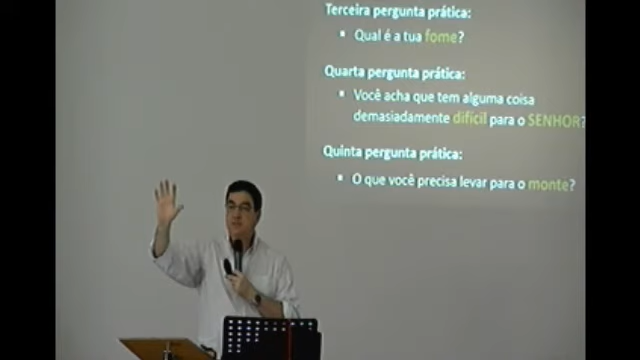 Terceira pergunta prática:
Qual é a tua fome?
Quarta pergunta prática:
Você acha que tem alguma coisa
demasiadamente difícil para o SENHOR?
Quinta pergunta prática:
O que você precisa levar para o monte?